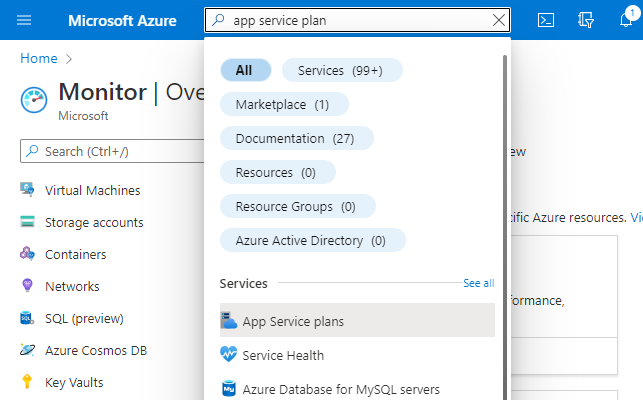 Microsoft Azure
app service plan
1
Home
Monitor | Ove
Microsoft
Search (Ctrl+/)
Virtual Machines
Storage accounts
Containers
Networks
SQL (preview)
Azure Cosmos DB
Key Vaults
All
Services (99+)
Marketplace (1)
Documentation (27)
Resources (0)
Resource Groups (0)
Azure Active Directory (0)
Services
See all
App Service plans
Service Health
Azure Database for MySQL servers
ew
cific Azure resources. Vi
formance,